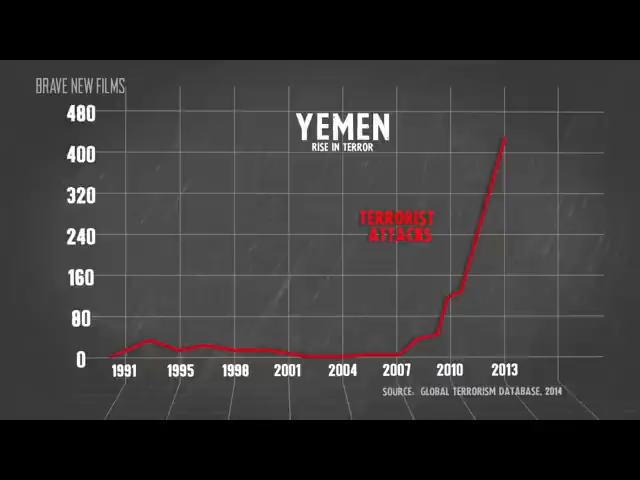 BRAVE NEW FILMS
YEMEN
RISE IN TERROR
480
400
320
240
160
80
0
TERRORIST
ATTACKS
1991 1995 1998 2001 2004 2007 2010 2013
SOURCE: GLOBAL TERRORISM DATABASE, 2014